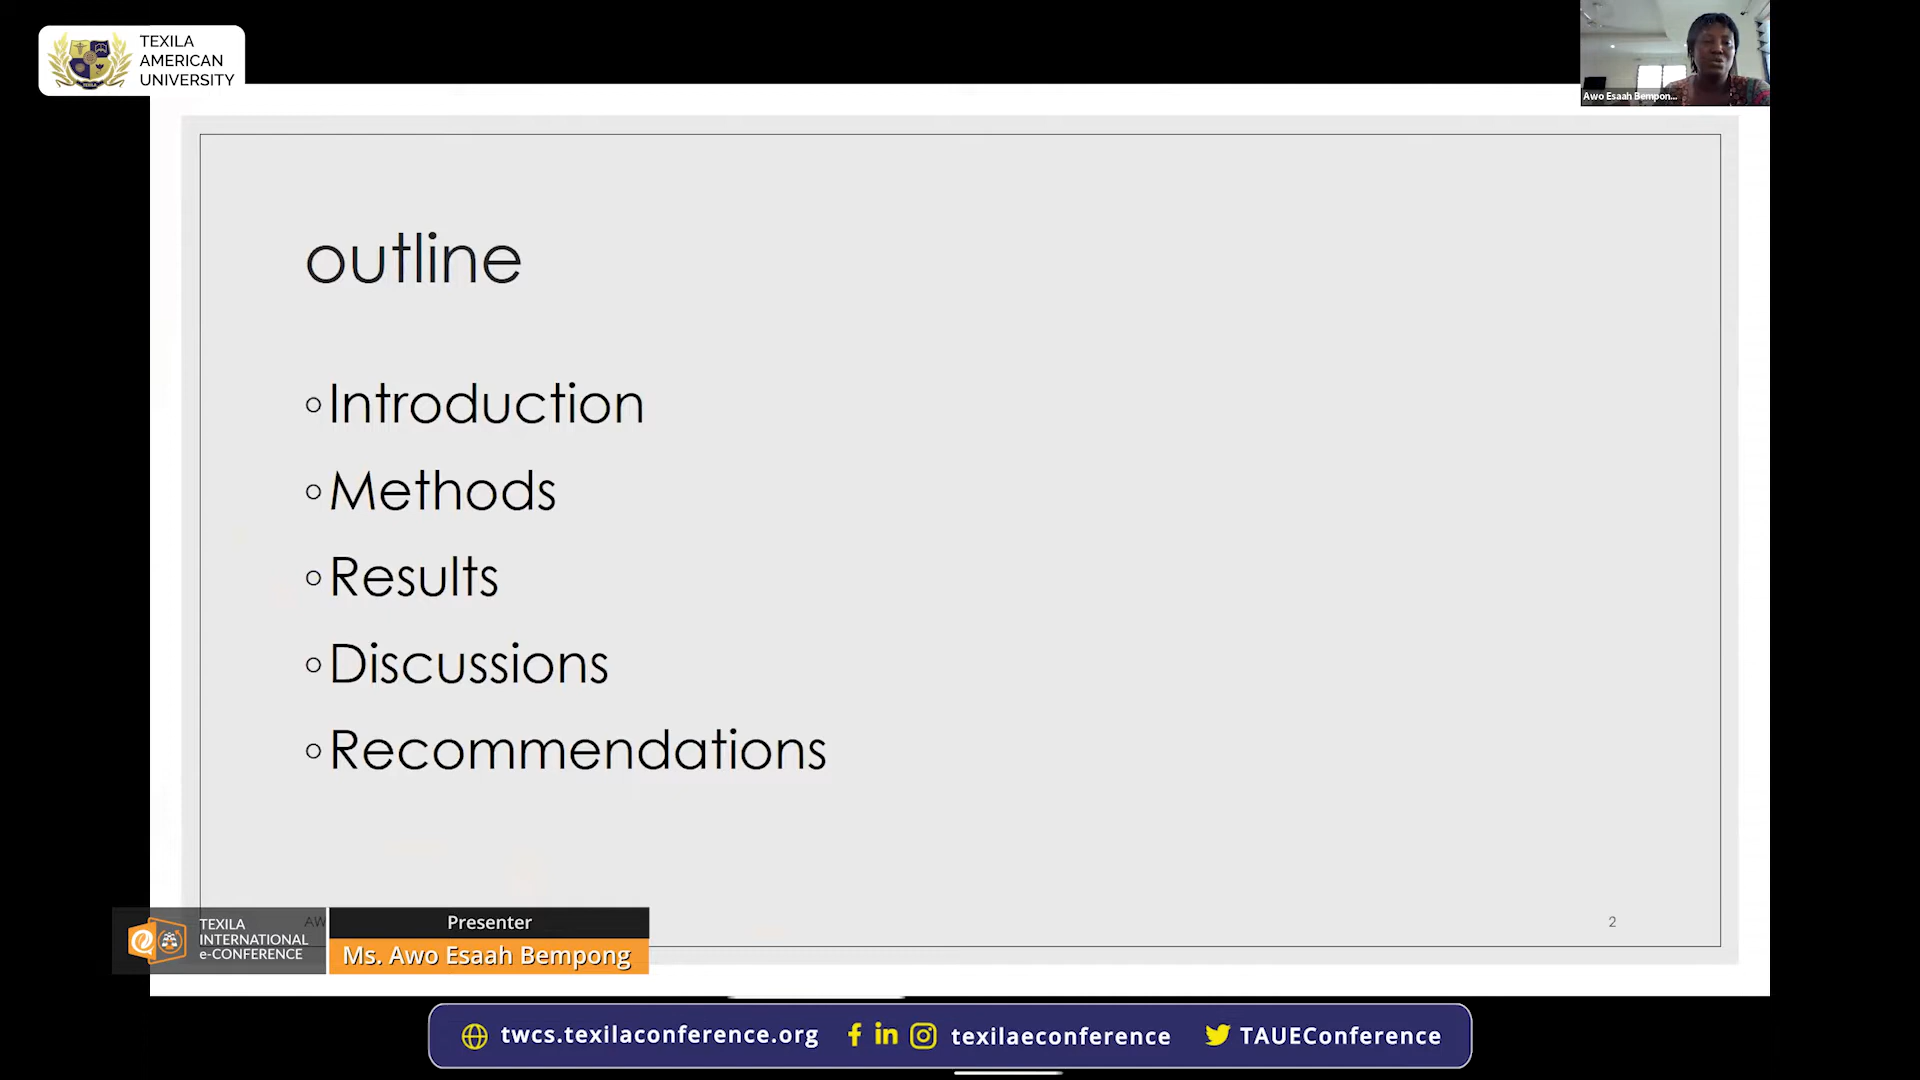 TEXILA
AMERICAN
UNIVERSITY
Awo Esaah Bempon...
outline
Introduction
Methods
Results
Discussions
Recommendations
2
TEXILA
INTERNATIONAL
e-CONFERENCE
Presenter
Ms. Awo Esaah Bempong
twcs.texilaconference.org
texilaeconference
TAUEConference